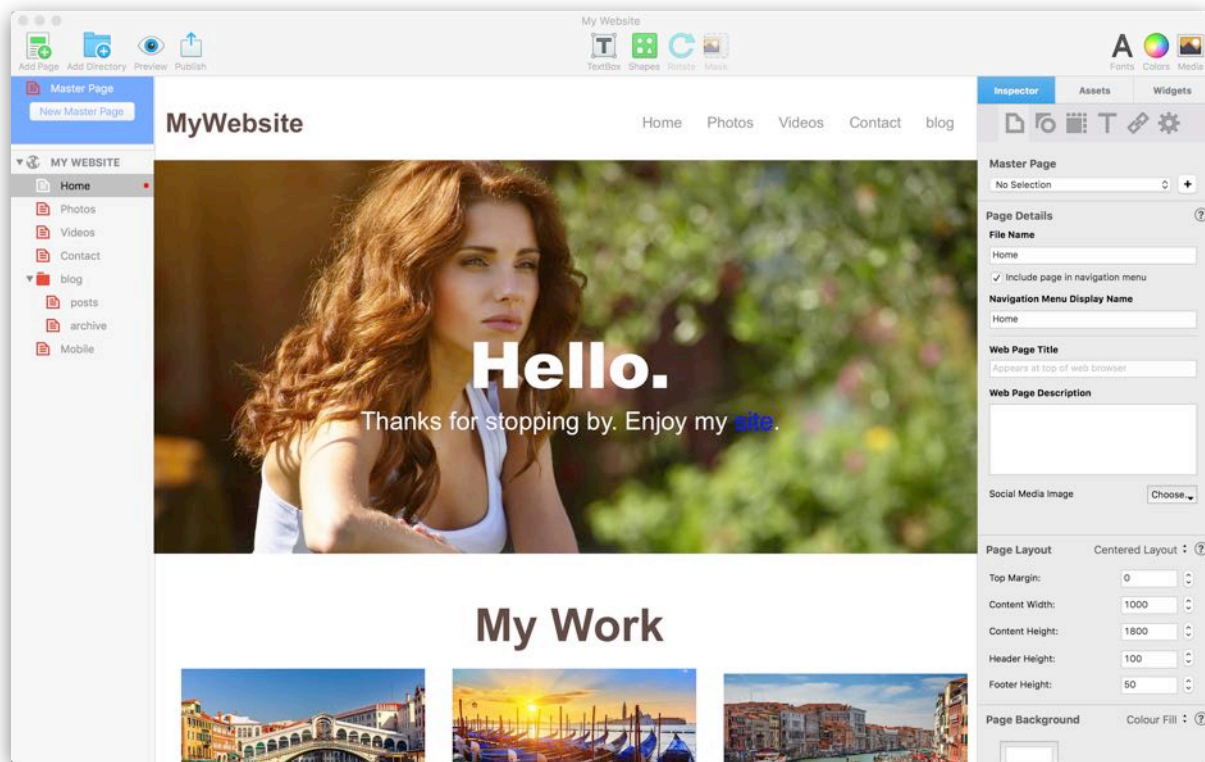 My Website
Add Page Add Directory Preview Publish
TextBox Shapes Rotate Mask
Fonts Colors Media
Master Page
New Master Page
MY WEBSITE
Home
Photos
Videos
Contact
blog
posts
archive
Mobile
MyWebsite
Home Photos Videos Contact blog
Hello.
Thanks for stopping by. Enjoy my site.
My Work
Inspector Assets Widgets
Master Page
No Selection
Page Details ?
File Name
Home
Include page in navigation menu
Navigation Menu Display Name
Home
Web Page Title
Appears at top of web browser
Web Page Description
Social Media Image Choose..
Page Layout Centered Layout ?
Top Margin: 0
Content Width: 1000
Content Height: 1800
Header Height: 100
Footer Height: 50
Page Background Colour Fill ?